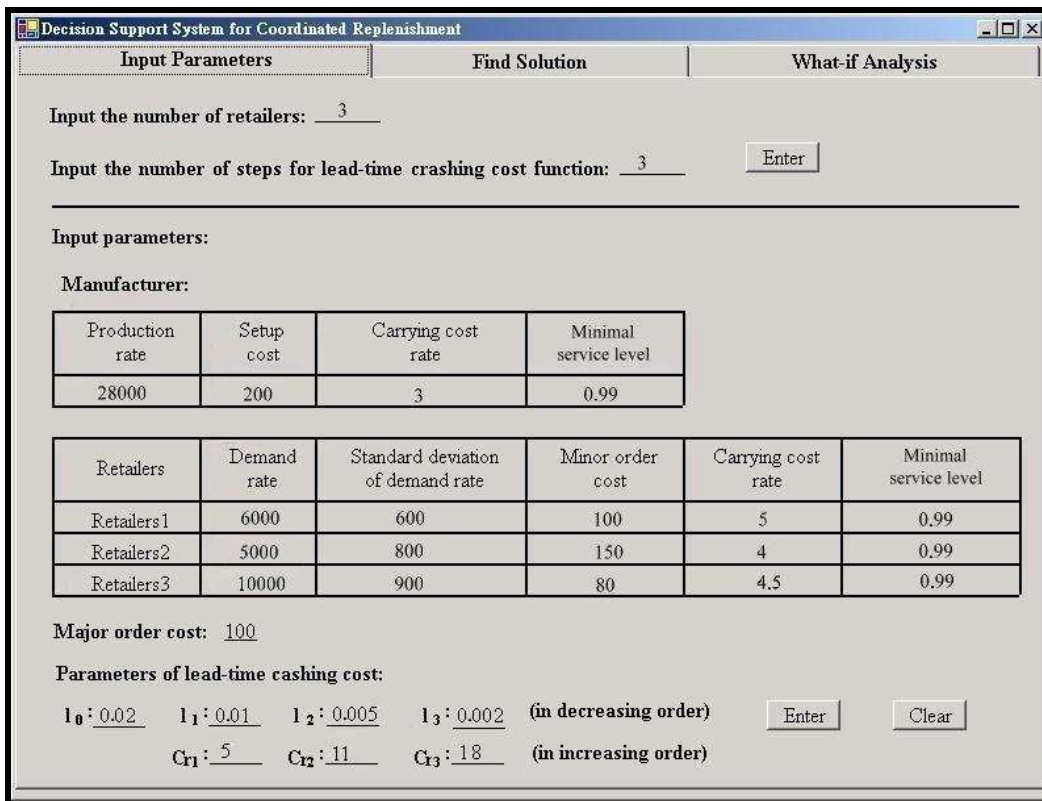 Decision Support System for Coordinated Replenishment
Input Parameters Find Solution What-if Analysis
Input the number of retailers: 3
Input the number of steps for lead-time crashing cost function: 3 Enter
Input parameters:
Manufacturer:
Production rate Setup cost Carrying cost rate Minimal service level
28000 200 3 0.99
Retailers Demand rate Standard deviation of demand rate Minor order cost Carrying cost rate Minimal service level
Retailers1 6000 600 100 5 0.99
Retailers2 5000 800 150 4 0.99
Retailers3 10000 900 80 4.5 0.99
Major order cost: 100
Parameters of lead-time cashing cost:
l0: 0.02 l1: 0.01 l2: 0.005 l3: 0.002 (in decreasing order) Enter Clear
Cr1: 5 Cr2: 11 Cr3: 18 (in increasing order)